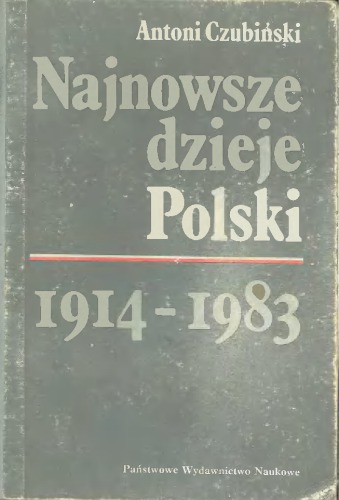 Antoni Czubiński
Najnowsze
dzieje
Polski
1914-1983
Państwowe Wydawnictwo Naukowe